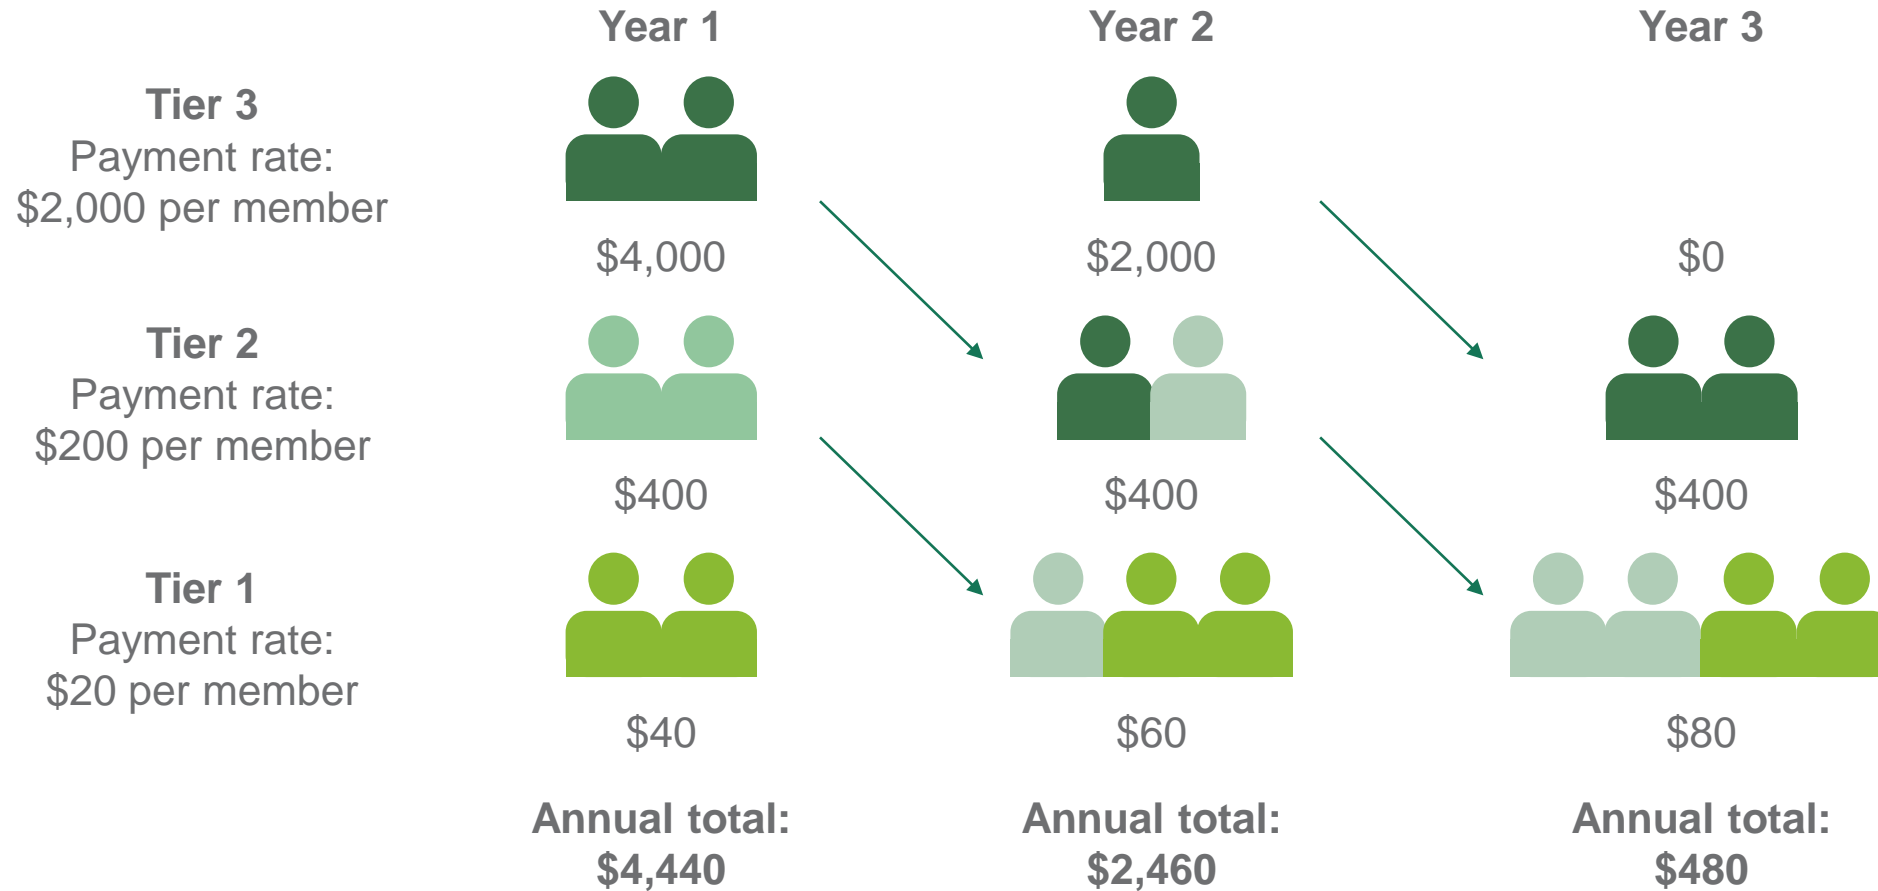 Year 1
Year 2
Year 3
Tier 3
Payment rate:
$2,000 per member
$4,000
$2,000
$0
Tier 2
Payment rate:
$200 per member
$400
$400
$400
Tier 1
Payment rate:
$20 per member
$40
$60
$80
Annual total:
$4,440
Annual total:
$2,460
Annual total:
$480